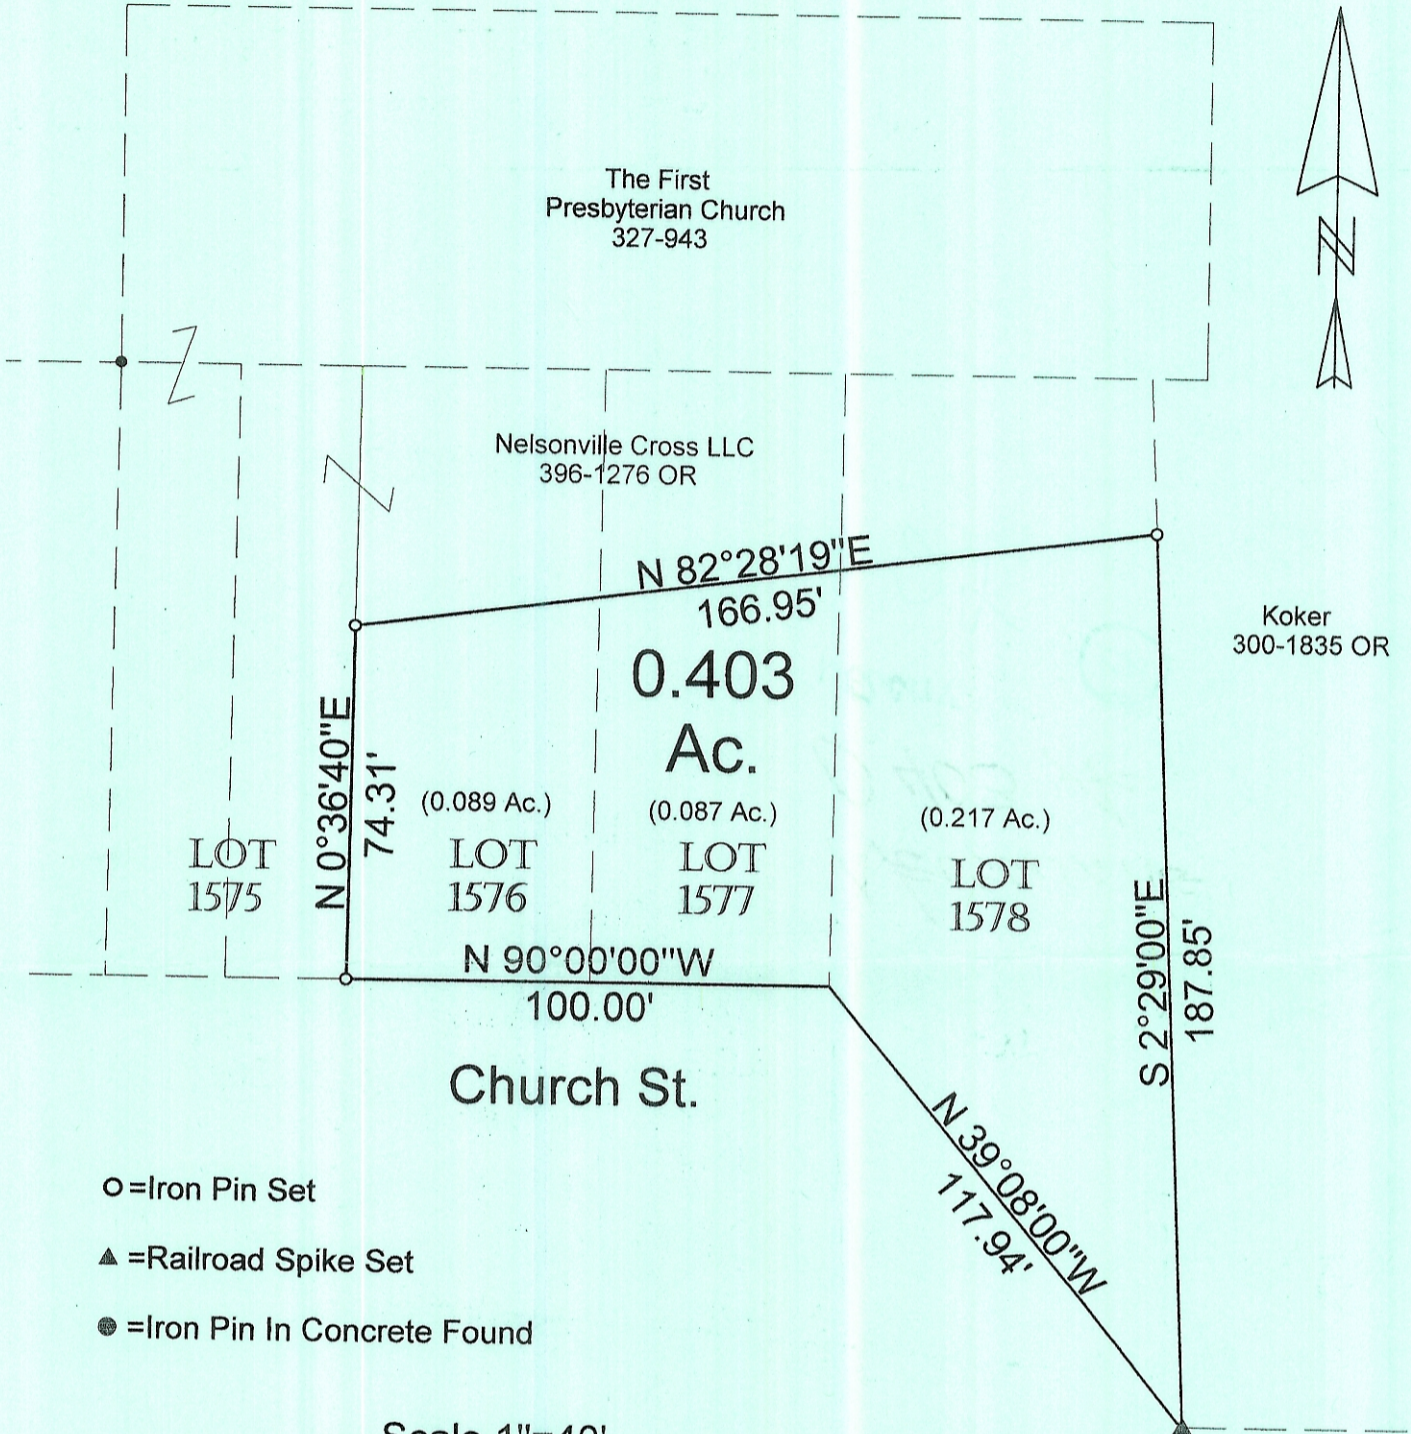 The First
Presbyterian Church
327-943
N
Nelsonville Cross LLC
396-1276 OR
N 82°28'19"E
166.95'
Koker
300-1835 OR
0.403
Ac.
N 0°36'40"E
74.31'
(0.089 Ac.)
(0.087 Ac.)
(0.217 Ac.)
LOT
1575
LOT
1576
LOT
1577
LOT
1578
S 2°29'00"E
187.85'
N 90°00'00"W
100.00'
Church St.
N 39°08'00"W
117.94'
=Iron Pin Set
=Railroad Spike Set
=Iron Pin In Concrete Found
Scale 1"=40'